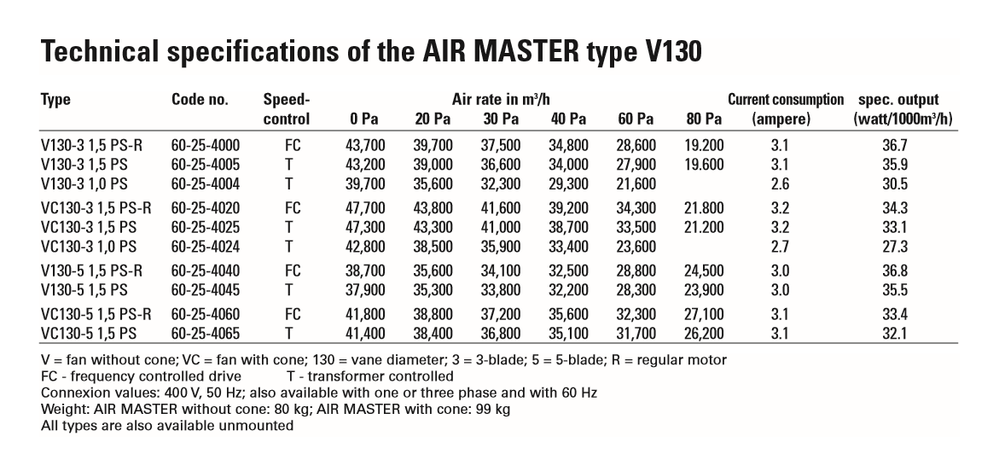 Technical specifications of the AIR MASTER type V130
Type Code no. Speed- Air rate in m³/h Current consumption spec. output
control 0 Pa 20 Pa 30 Pa 40 Pa 60 Pa 80 Pa (ampere) (watt/1000m³/h)
V130-3 1,5 PS-R 60-25-4000 FC 43,700 39,700 37,500 34,800 28,600 19.200 3.1 36.7
V130-3 1,5 PS 60-25-4005 T 43,200 39,000 36,600 34,000 27,900 19.600 3.1 35.9
V130-3 1,0 PS 60-25-4004 T 39,700 35,600 32,300 29,300 21,600 2.6 30.5
VC130-3 1,5 PS-R 60-25-4020 FC 47,700 43,800 41,600 39,200 34,300 21.800 3.2 34.3
VC130-3 1,5 PS 60-25-4025 T 47,300 43,300 41,000 38,700 33,500 21.200 3.2 33.1
VC130-3 1,0 PS 60-25-4024 T 42,800 38,500 35,900 33,400 23,600 2.7 27.3
V130-5 1,5 PS-R 60-25-4040 FC 38,700 35,600 34,100 32,500 28,800 24,500 3.0 36.8
V130-5 1,5 PS 60-25-4045 T 37,900 35,300 33,800 32,200 28,300 23,900 3.0 35.5
VC130-5 1,5 PS-R 60-25-4060 FC 41,800 38,800 37,200 35,600 32,300 27,100 3.1 33.4
VC130-5 1,5 PS 60-25-4065 T 41,400 38,400 36,800 35,100 31,700 26,200 3.1 32.1
V = fan without cone; VC = fan with cone; 130 = vane diameter; 3 = 3-blade; 5 = 5-blade; R = regular motor
FC - frequency controlled drive T - transformer controlled
Connexion values: 400 V, 50 Hz; also available with one or three phase and with 60 Hz
Weight: AIR MASTER without cone: 80 kg; AIR MASTER with cone: 99 kg
All types are also available unmounted